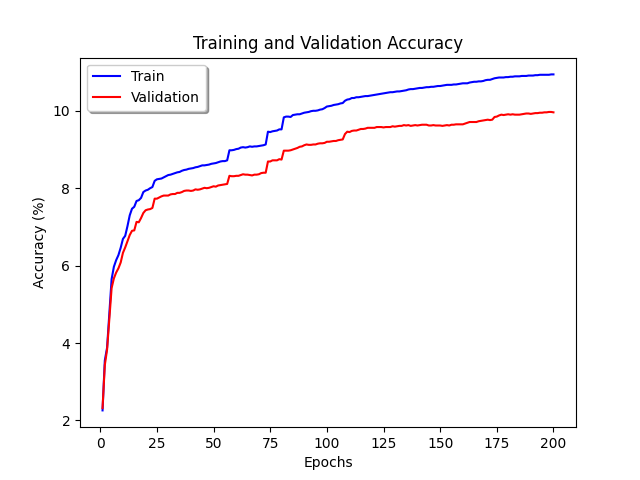 Training and Validation Accuracy
Train
Validation
Accuracy (%)
10
8
6
4
2
0 25 50 75 100 125 150 175 200
Epochs